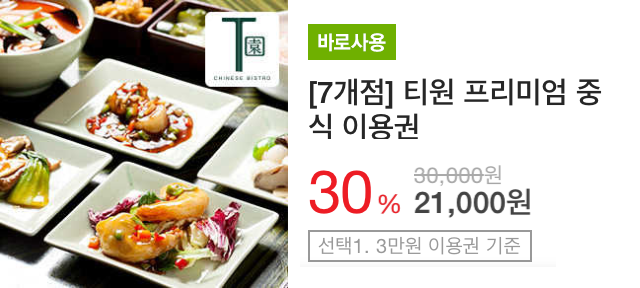 T園
CHINESE BISTRO
바로사용
[7개점] 티원 프리미엄 중
식 이용권
30% 30,000원
21,000원
선택1. 3만원 이용권 기준